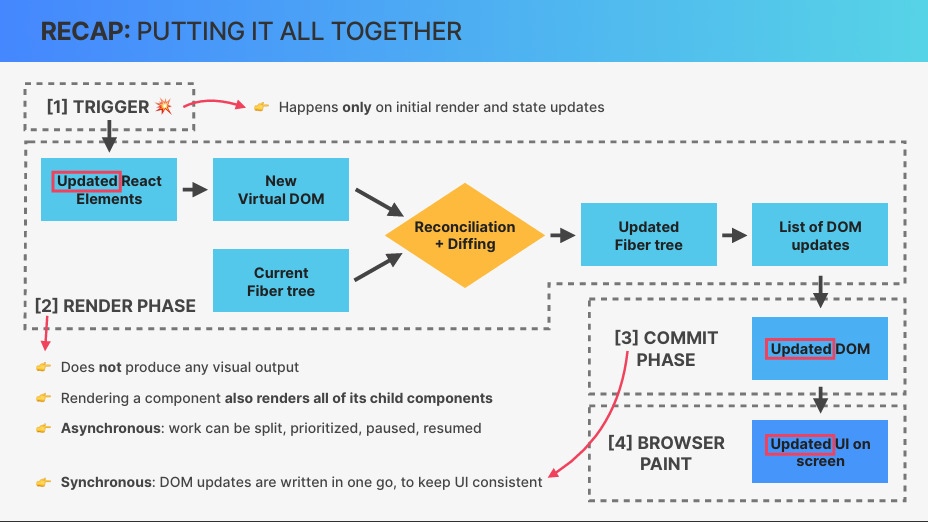 RECAP: PUTTING IT ALL TOGETHER
[1] TRIGGER 💥
👉 Happens only on initial render and state updates
Updated React
Elements
New
Virtual DOM
Current
Fiber tree
Reconciliation
+ Diffing
Updated
Fiber tree
List of DOM
updates
[2] RENDER PHASE
👉 Does not produce any visual output
👉 Rendering a component also renders all of its child components
👉 Asynchronous: work can be split, prioritized, paused, resumed
[3] COMMIT
PHASE
Updated DOM
👉 Synchronous: DOM updates are written in one go, to keep UI consistent
[4] BROWSER
PAINT
Updated UI on
screen